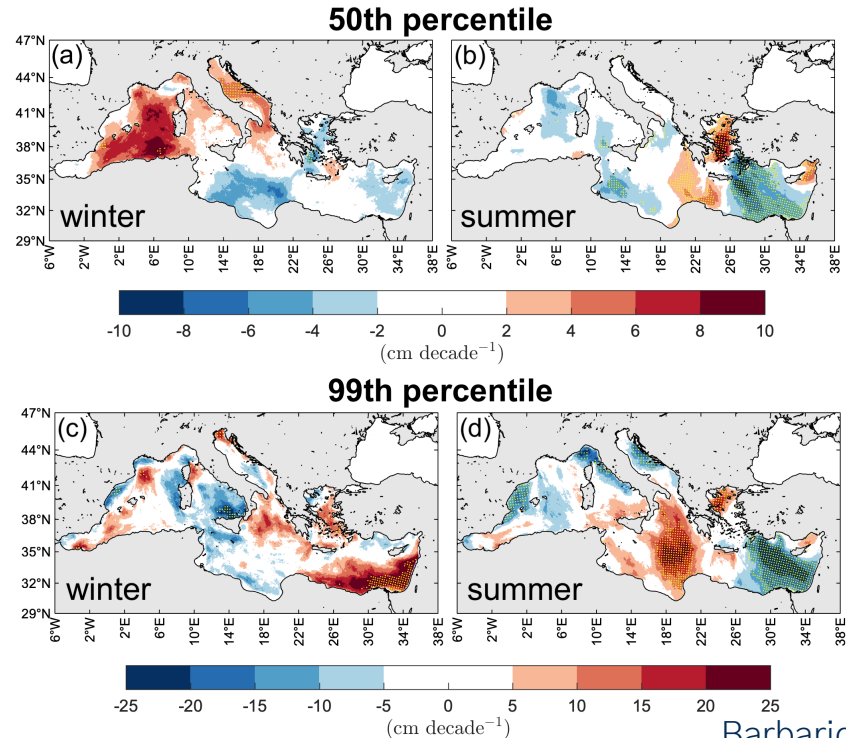 50th percentile
47°N
44°N
41°N
38°N
35°N
32°N
29°N
(a)
winter
6°W
2°W
2°E
6°E
10°E
14°E
18°E
22°E
26°E
30°E
34°E
38°E
(b)
summer
6°W
2°W
2°E
6°E
10°E
14°E
18°E
22°E
26°E
30°E
34°E
38°E
-10 -8 -6 -4 -2 0 2 4 6 8 10
(cm decade⁻¹)
99th percentile
47°N
44°N
41°N
38°N
35°N
32°N
29°N
(c)
winter
6°W
2°W
2°E
6°E
10°E
14°E
18°E
22°E
26°E
30°E
34°E
38°E
(d)
summer
6°W
2°W
2°E
6°E
10°E
14°E
18°E
22°E
26°E
30°E
34°E
38°E
-25 -20 -15 -10 -5 0 5 10 15 20 25
(cm decade⁻¹)